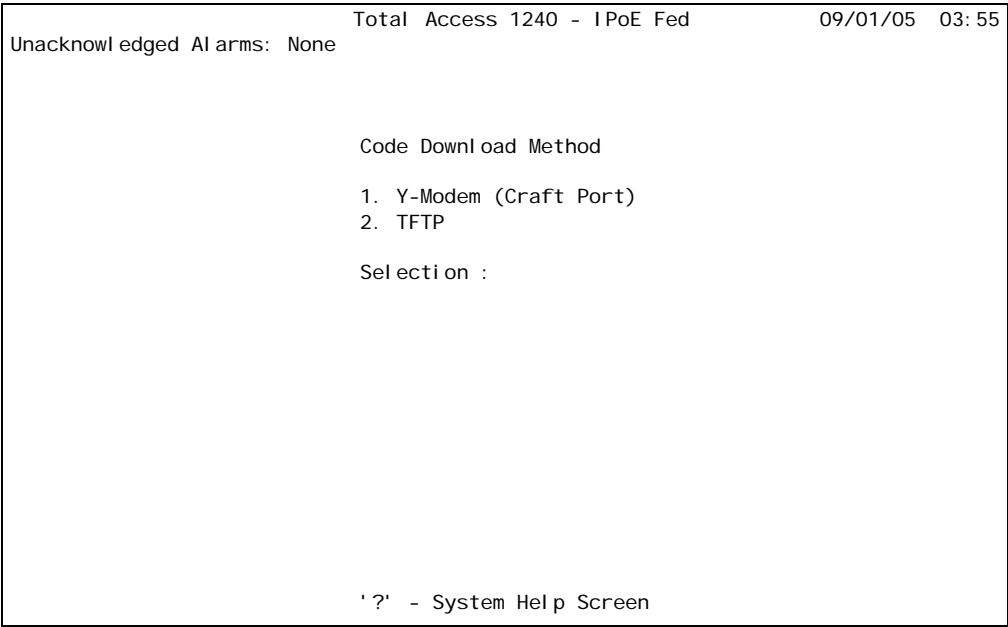 Total Access 1240 - IPoE Fed 09/01/05 03:55
Unacknowledged Alarms: None
Code Download Method
1. Y-Modem (Craft Port)
2. TFTP
Selection :
'?' - System Help Screen